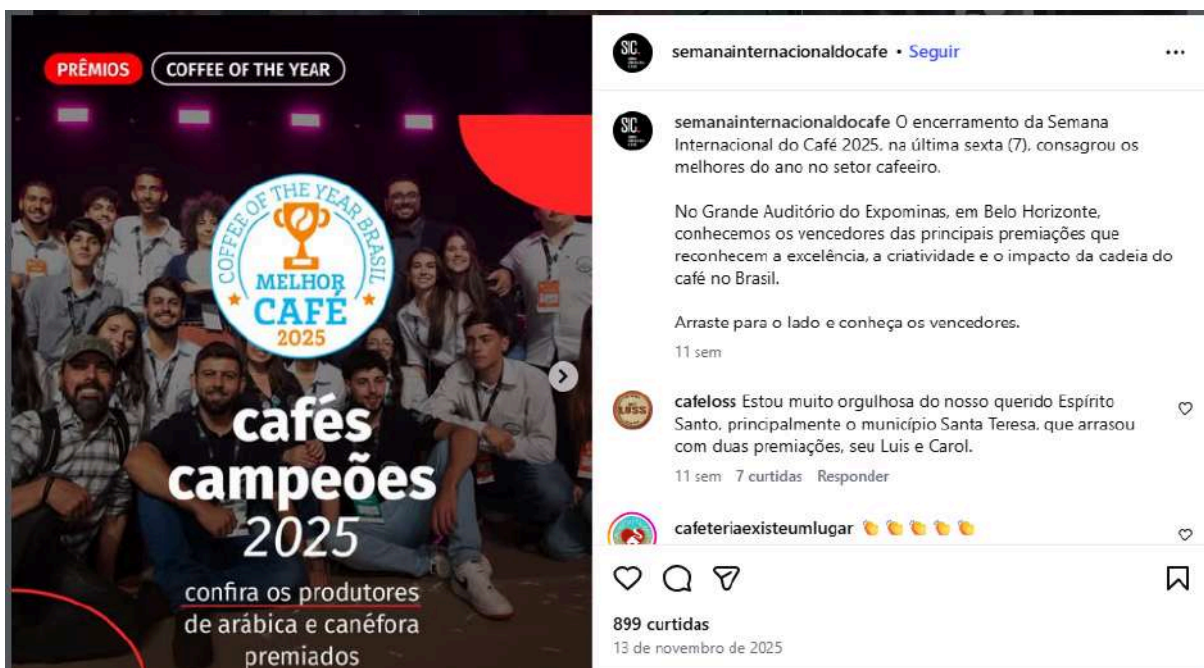 PRÊMIOS
COFFEE OF THE YEAR
COFFEE OF THE YEAR BRASIL
MELHOR
CAFÉ
2025
cafés
campeões
2025
confira os produtores
de arábica e canéfora
premiados
SIC.
semanainternacionaldocafe • Seguir
SIC.
semanainternacionaldocafe O encerramento da Semana
Internacional do Café 2025, na última sexta (7), consagrou os
melhores do ano no setor cafeeiro.
No Grande Auditório do Expominas, em Belo Horizonte,
conhecemos os vencedores das principais premiações que
reconhecem a excelência, a criatividade e o impacto da cadeia do
café no Brasil.
Arraste para o lado e conheça os vencedores.
11 sem
LOSS
cafeloss Estou muito orgulhosa do nosso querido Espírito
Santo, principalmente o município Santa Teresa, que arrasou
com duas premiações, seu Luis e Carol.
11 sem 7 curtidas Responder
cafeteriaexisteumlugar 👏👏👏👏👏
899 curtidas
13 de novembro de 2025